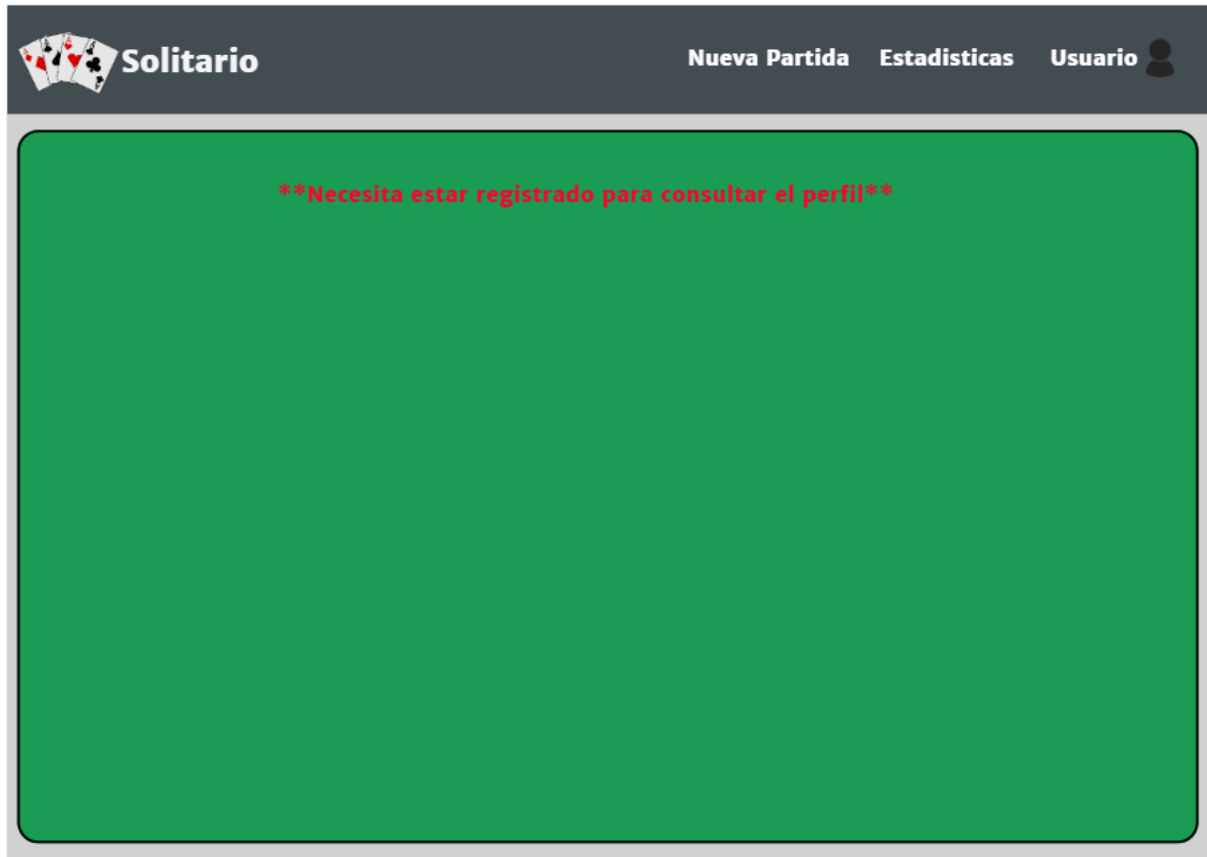 Solitario
Nueva Partida Estadisticas Usuario
**Necesita estar registrado para consultar el perfil**